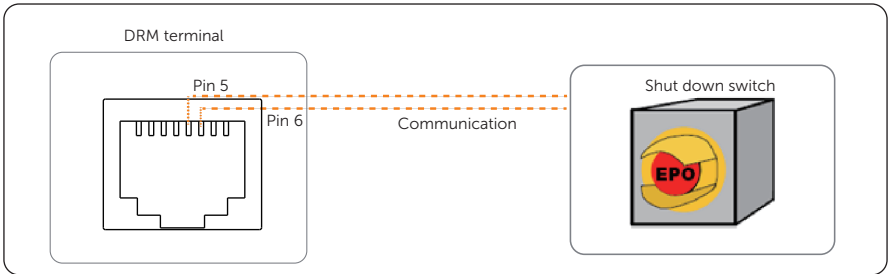 DRM terminal
Pin 5
Shut down switch
Pin 6
Communication
EPO